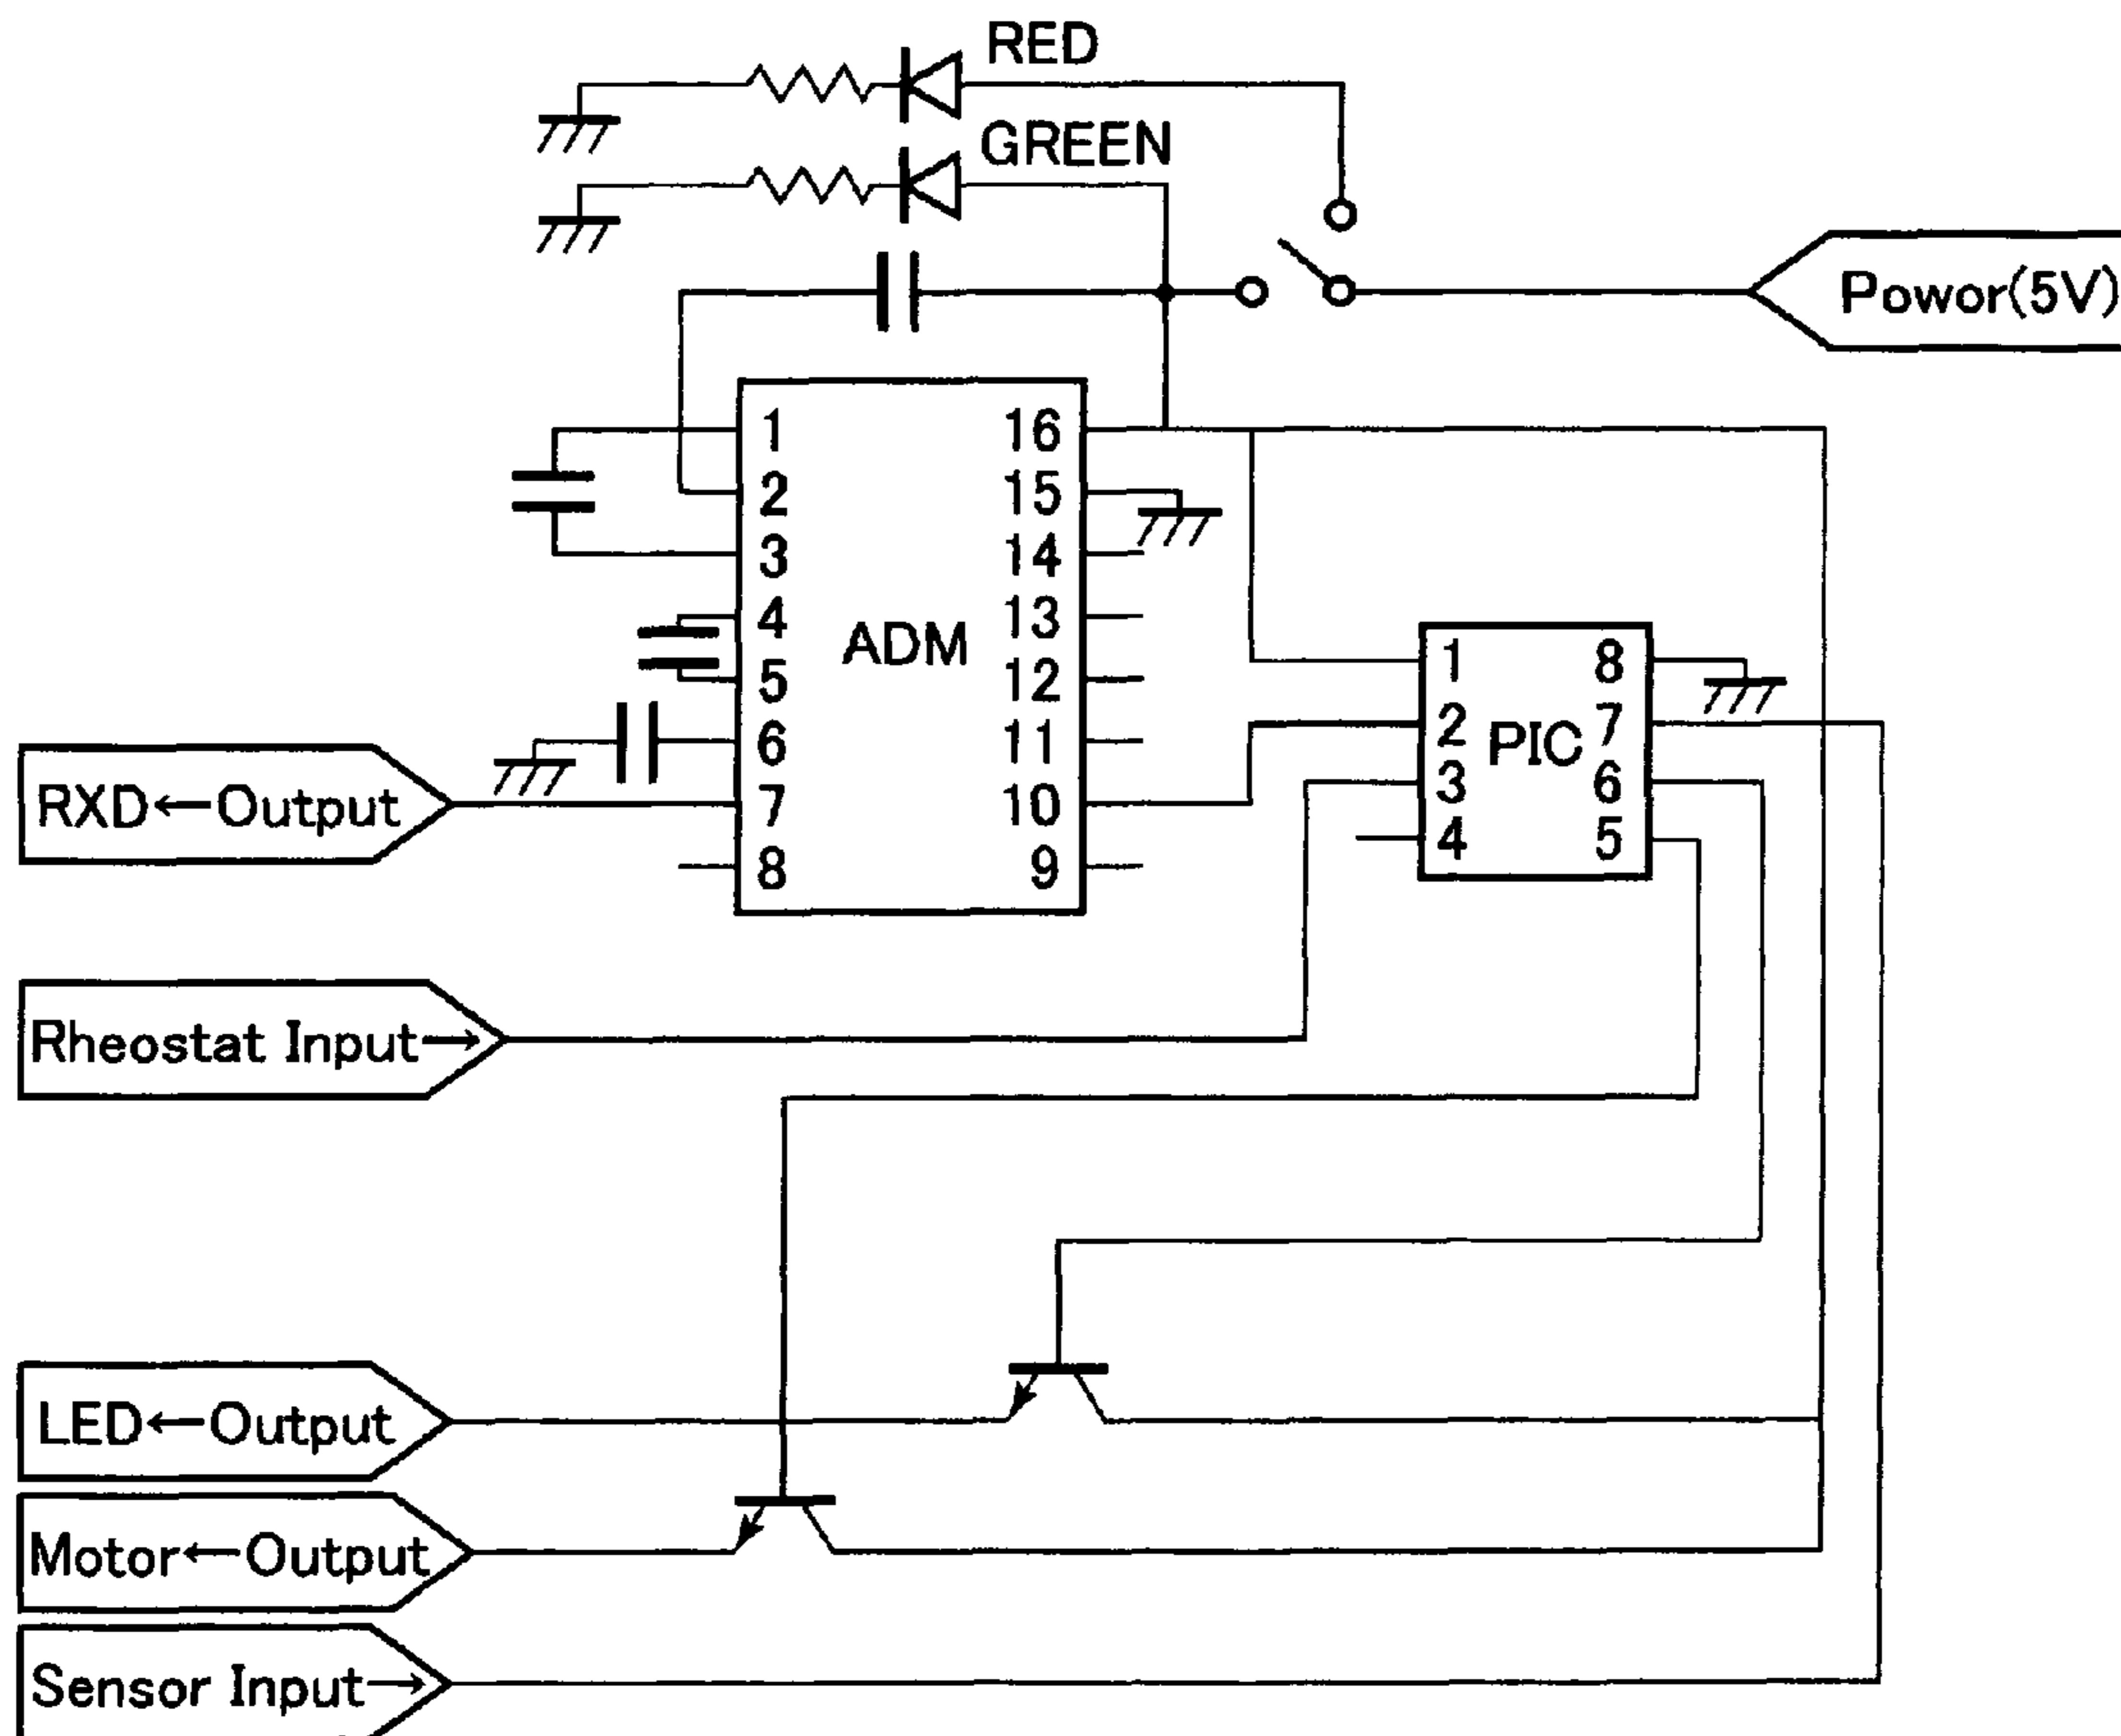 RED
GREEN
Powor(5V)
1 16
2 15
3 14
4 13
ADM
5 12
6 11
7 10
8 9
1 8
2 PIC 7
3 6
4 5
RXD←Output
Rheostat Input→
LED←Output
Motor←Output
Sensor Input→